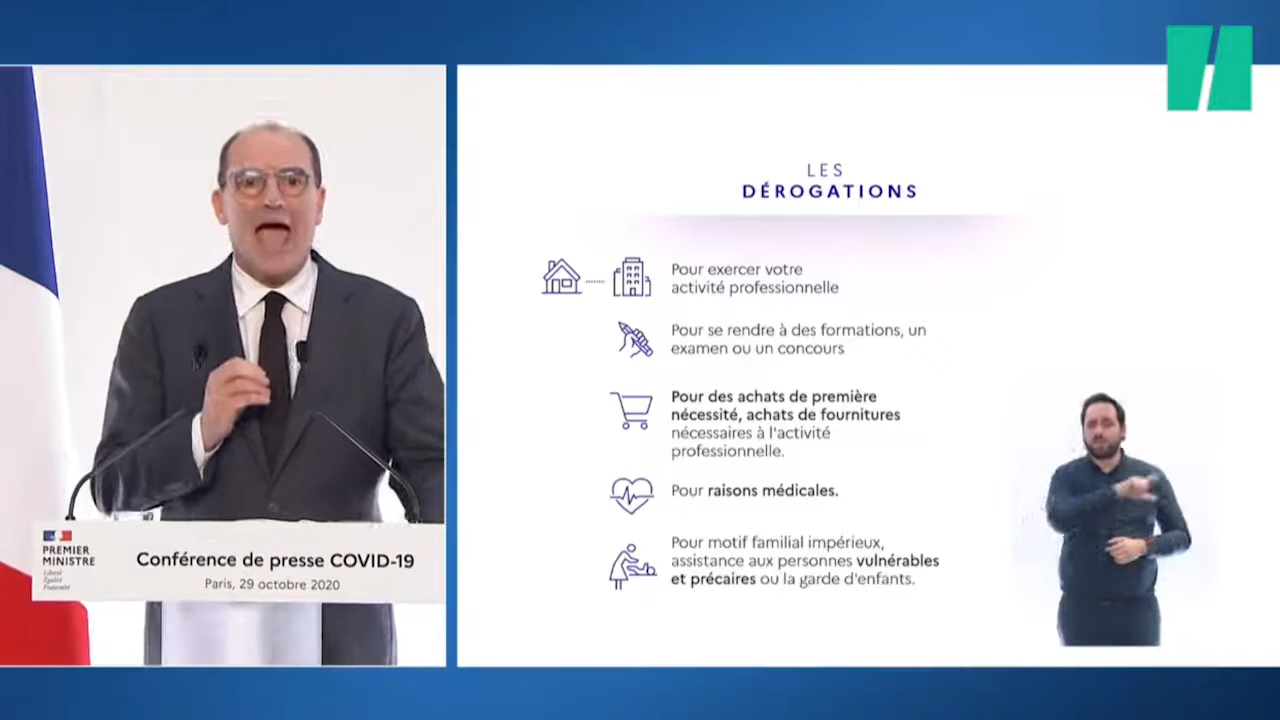 LES
DÉROGATIONS
Pour exercer votre
activité professionnelle
Pour se rendre à des formations, un
examen ou un concours
Pour des achats de première
nécessité, achats de fournitures
nécessaires à l'activité
professionnelle.
Pour raisons médicales.
Pour motif familial impérieux,
assistance aux personnes vulnérables
et précaires ou la garde d'enfants.
PREMIER
MINISTRE
Liberté
Égalité
Fraternité
Conférence de presse COVID-19
Paris, 29 octobre 2020